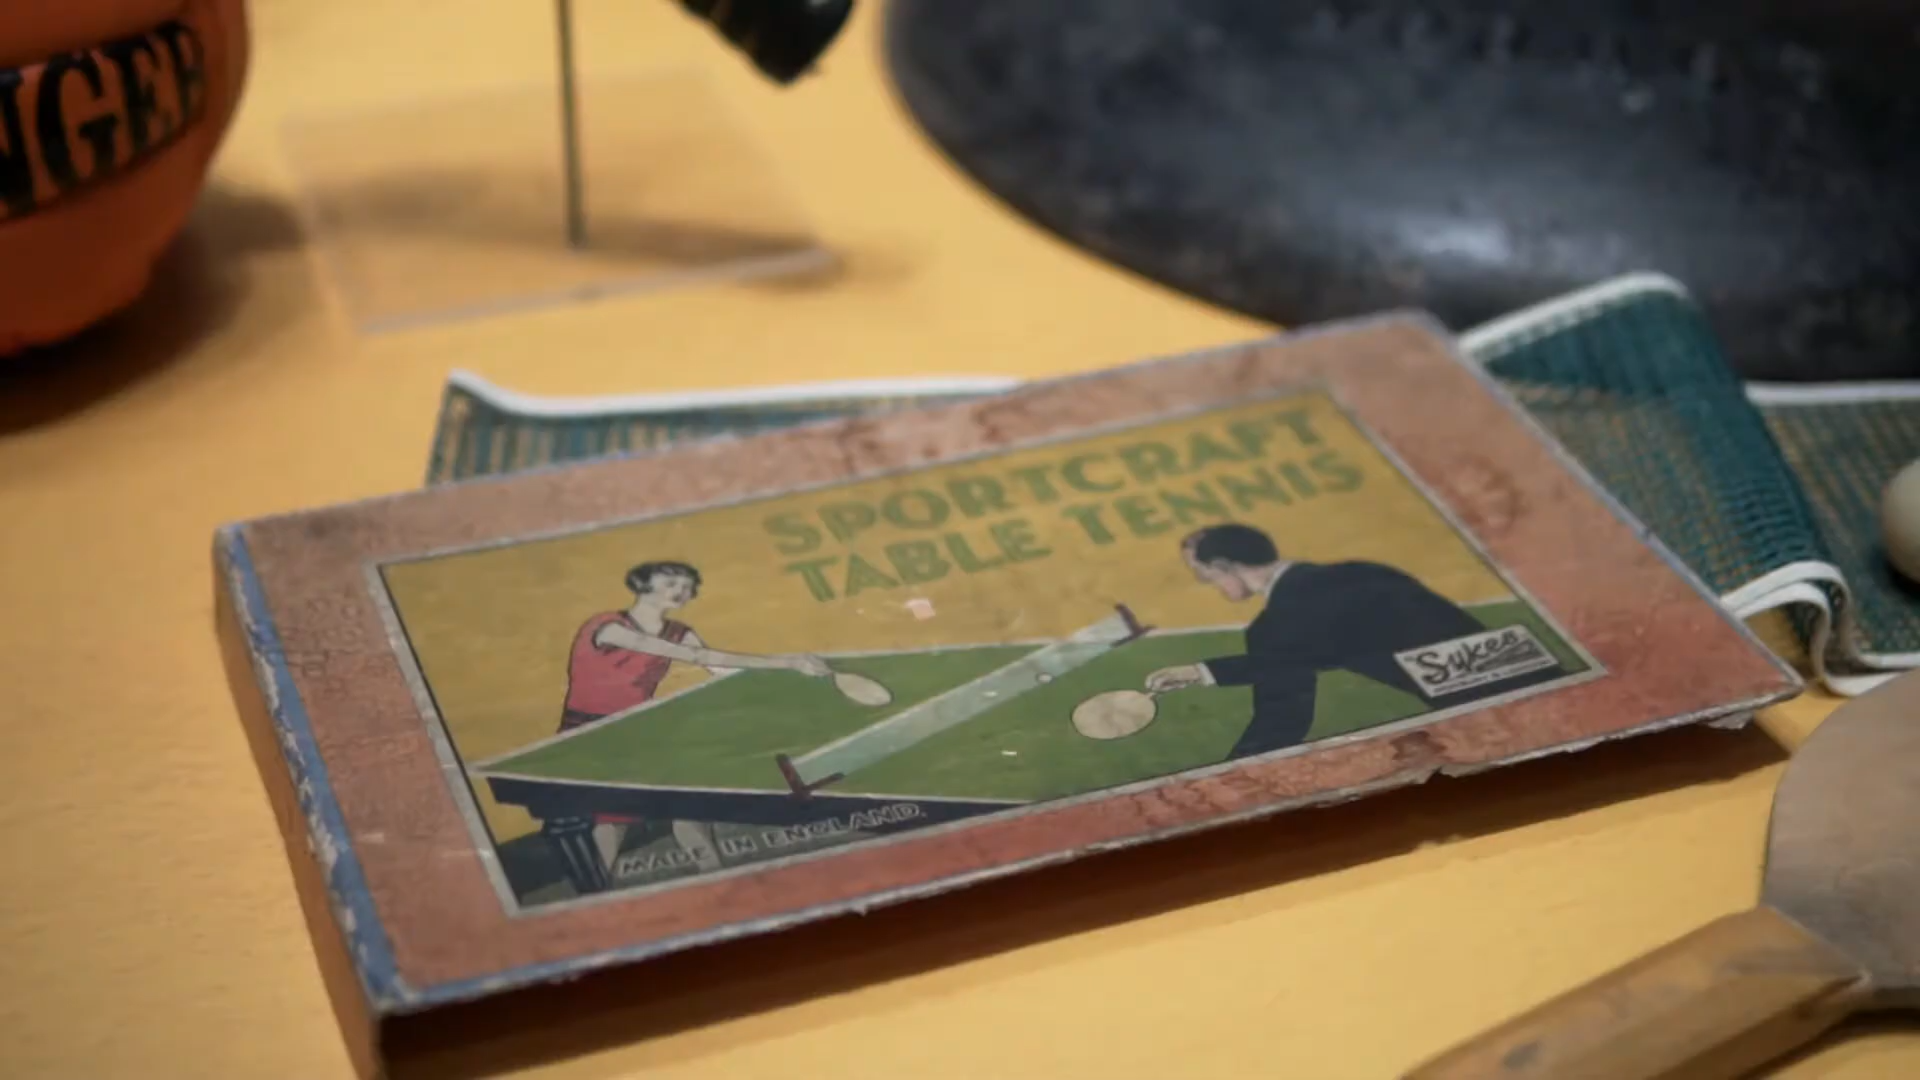 NGER
SPORTCRAFT
TABLE TENNIS
Sykes
MADE IN ENGLAND.